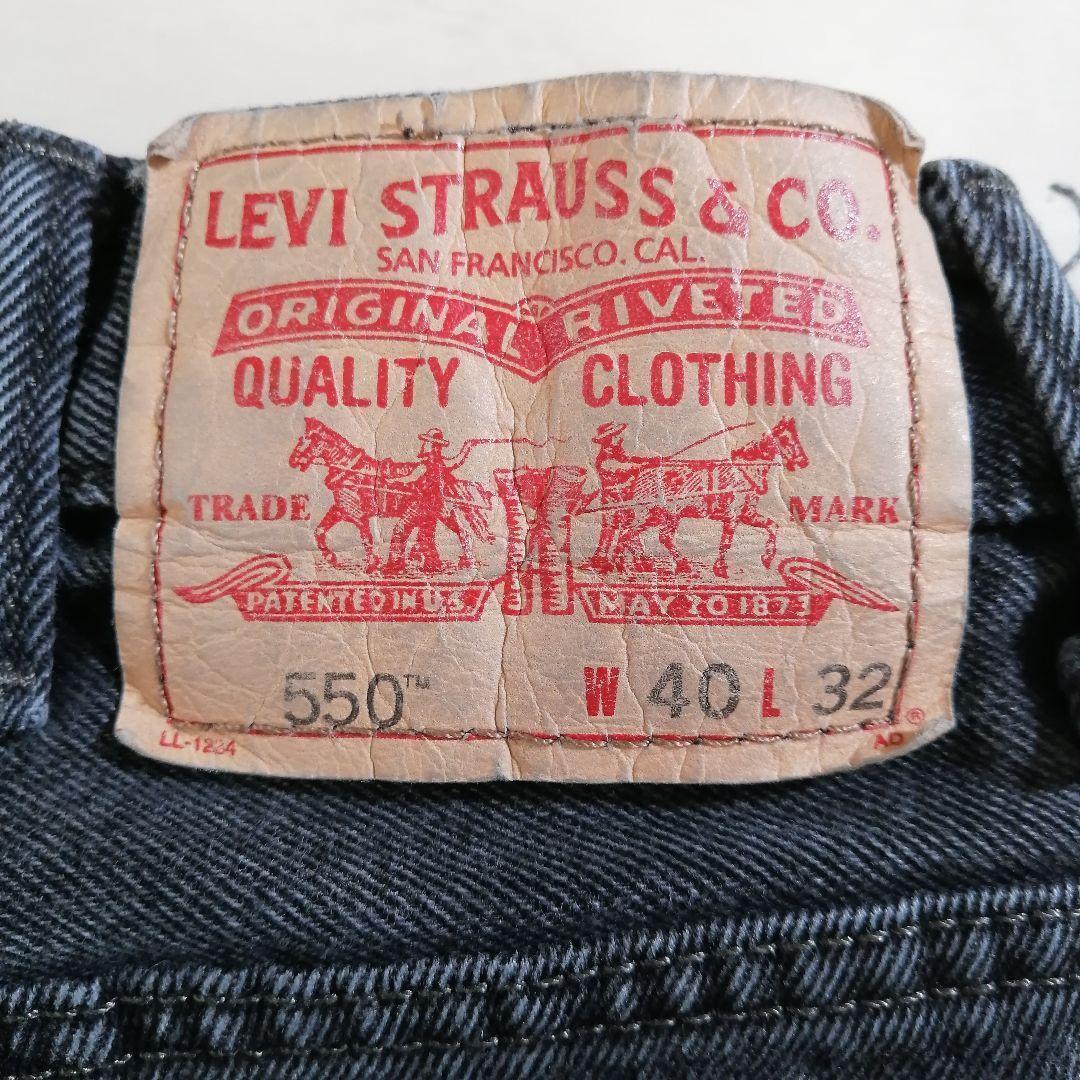 LEVI STRAUSS & CO.
SAN FRANCISCO. CAL.
ORIGINAL RIVETED
QUALITY CLOTHING
TRADE MARK
PATENTED IN U.S. MAY 20 1873
550™ W 40 L 32
LL-1234 AD ®